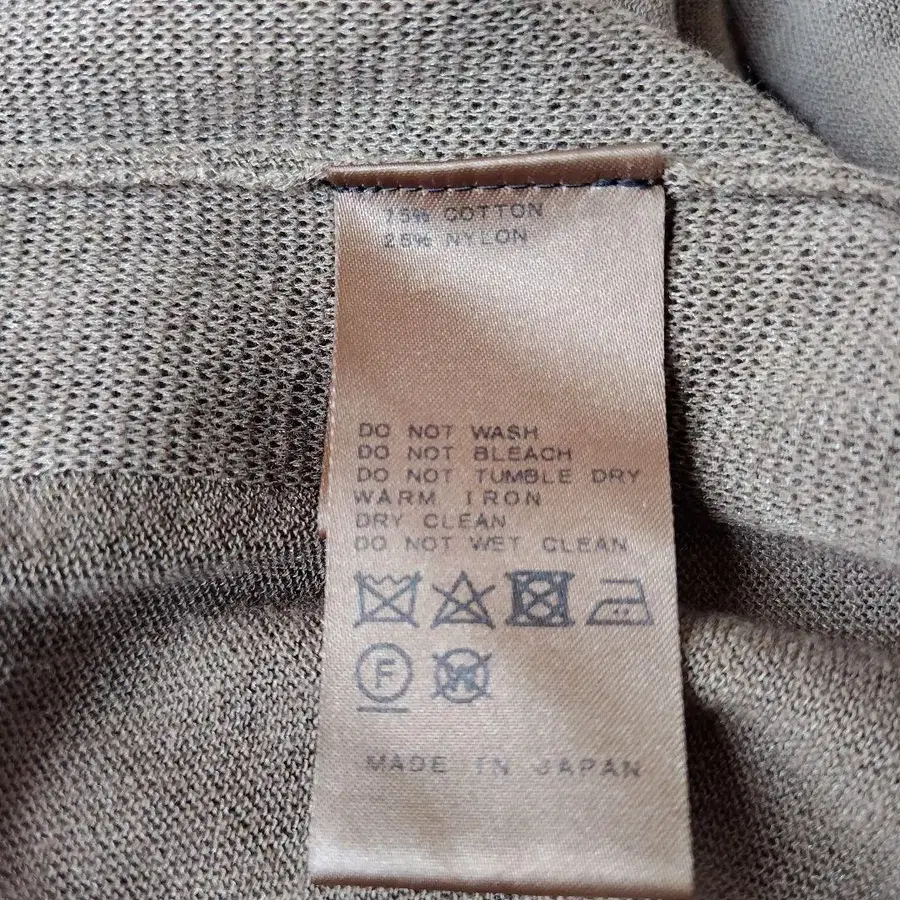 75% COTTON
25% NYLON
DO NOT WASH
DO NOT BLEACH
DO NOT TUMBLE DRY
WARM IRON
DRY CLEAN
DO NOT WET CLEAN
F W
MADE IN JAPAN